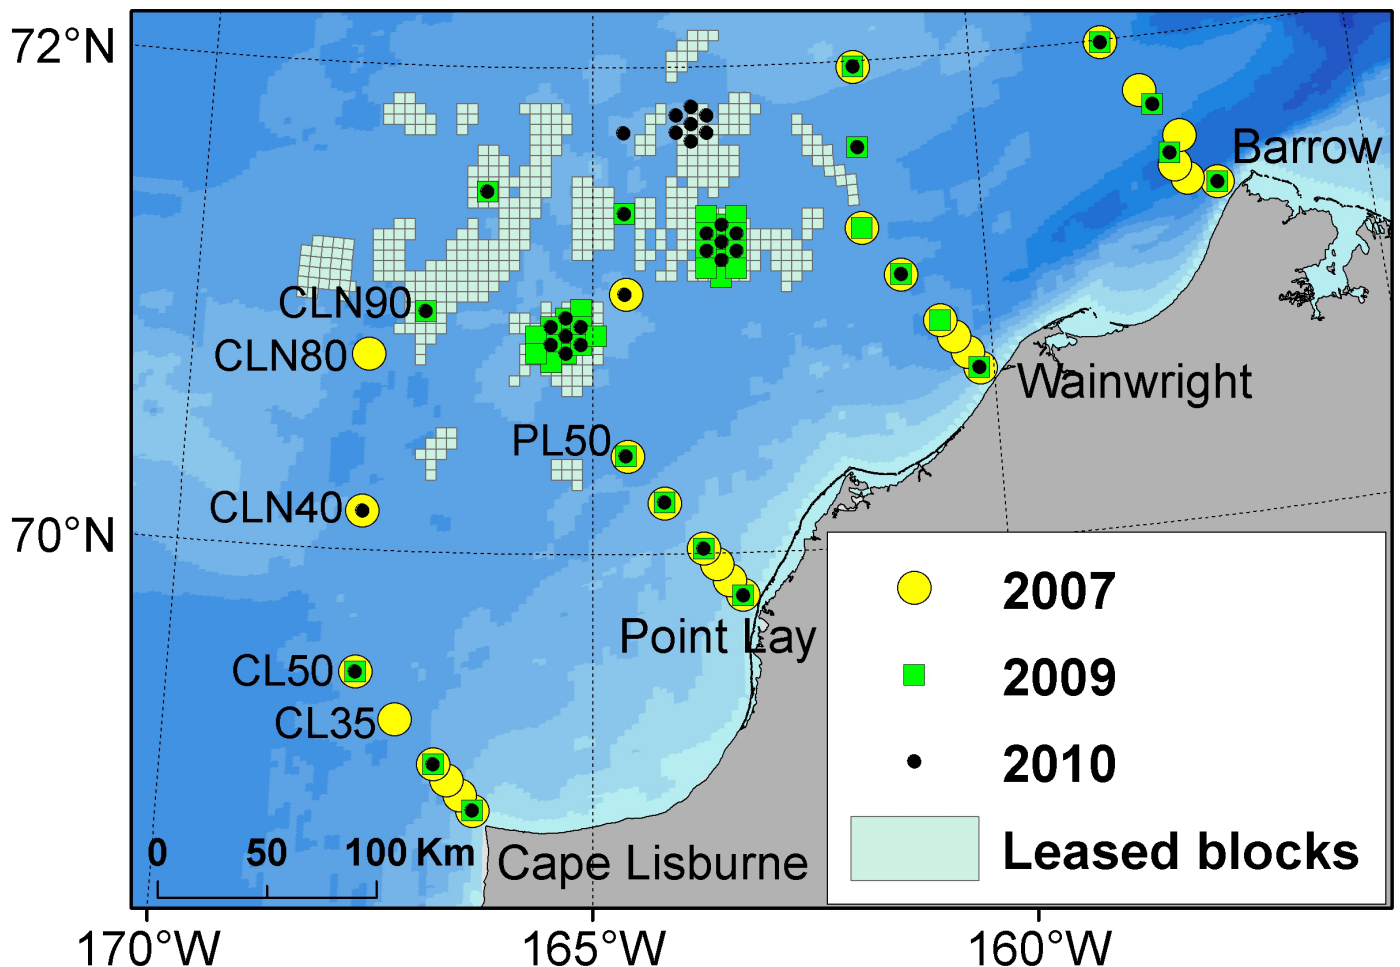 72°N
Barrow
CLN90
CLN80
Wainwright
PL50
CLN40
70°N
2007
Point Lay
CL50
2009
CL35
2010
0 50 100 Km
Cape Lisburne
Leased blocks
170°W 165°W 160°W